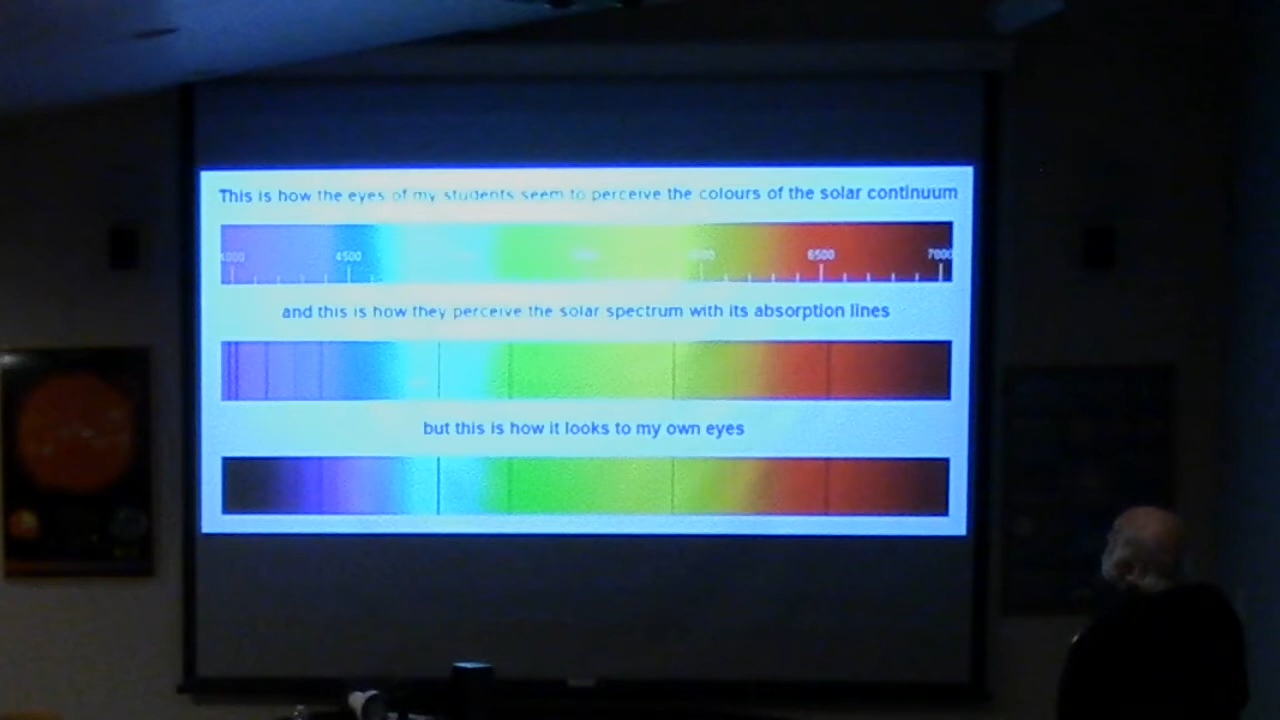 This is how the eyes of my students seem to perceive the colours of the solar continuum
4500 6500 7000
and this is how they perceive the solar spectrum with its absorption lines
but this is how it looks to my own eyes